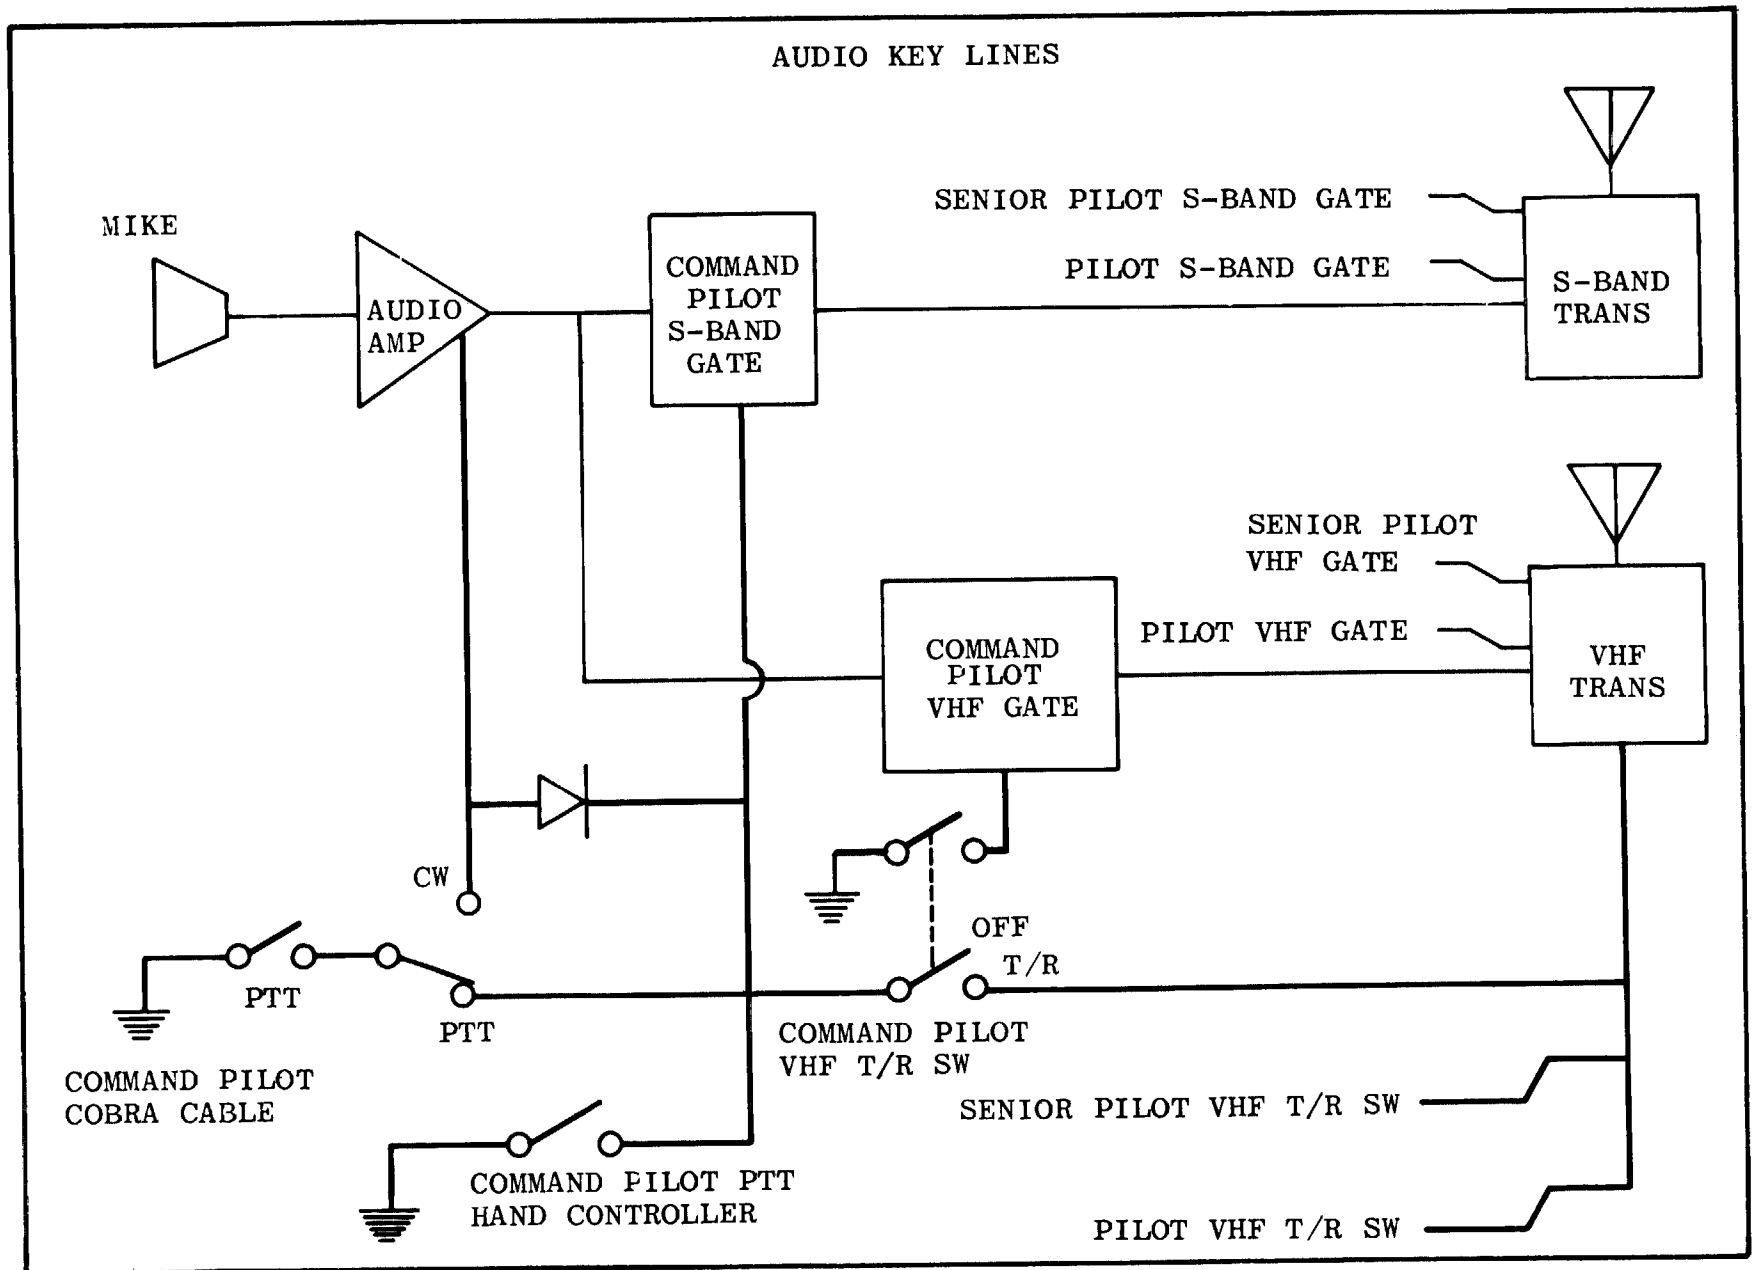 AUDIO KEY LINES
MIKE
AUDIO
AMP
COMMAND
PILOT
S-BAND
GATE
SENIOR PILOT S-BAND GATE
PILOT S-BAND GATE
S-BAND
TRANS
SENIOR PILOT
VHF GATE
PILOT VHF GATE
COMMAND
PILOT
VHF GATE
VHF
TRANS
CW
PTT
PTT
COMMAND PILOT
COBRA CABLE
OFF
T/R
COMMAND PILOT
VHF T/R SW
SENIOR PILOT VHF T/R SW
COMMAND PILOT PTT
HAND CONTROLLER
PILOT VHF T/R SW